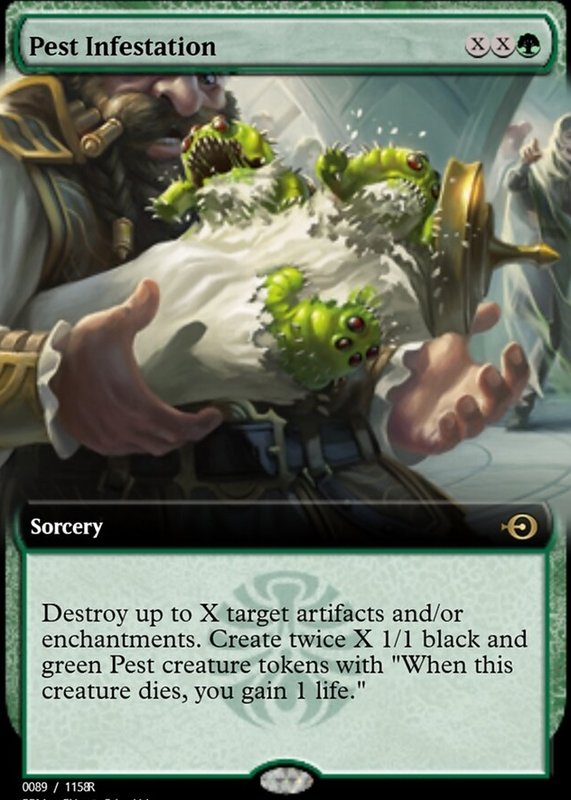 Pest Infestation X X
Sorcery
Destroy up to X target artifacts and/or
enchantments. Create twice X 1/1 black and
green Pest creature tokens with "When this
creature dies, you gain 1 life."
0089 / 1158R